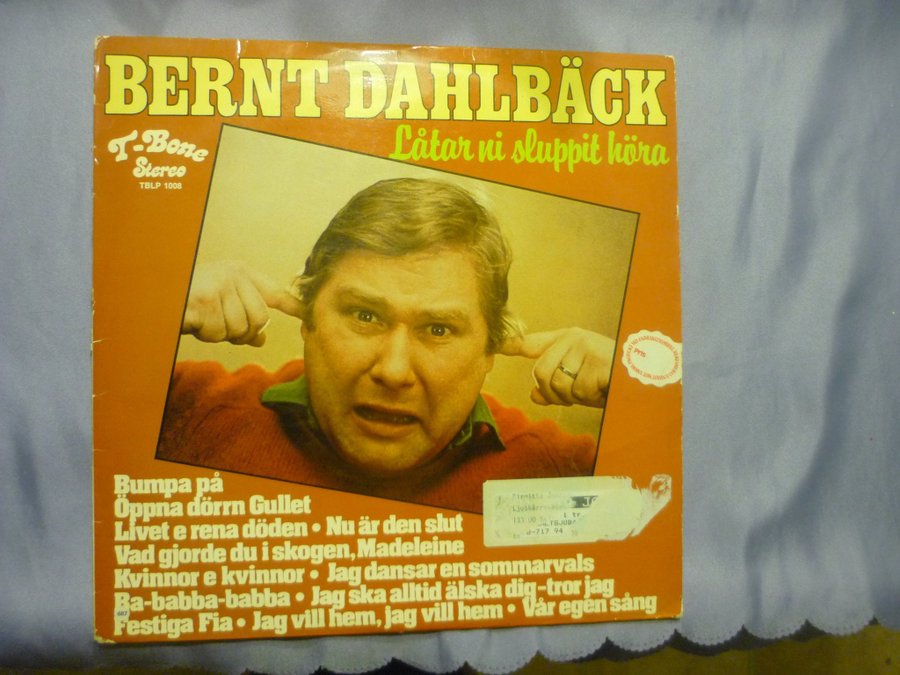 BERNT DAHLBÄCK
Låtar ni sluppit höra
T-Bone
Stereo
TBLP 1008
Pris
Bumpa på
Öppna dörrn Gullet
Livet e rena döden • Nu är den slut
Vad gjorde du i skogen, Madeleine
Kvinnor e kvinnor • Jag dansar en sommarvals
Ba-babba-babba • Jag ska alltid älska dig-tror jag
Festiga Fia • Jag vill hem, jag vill hem • Vår egen sång